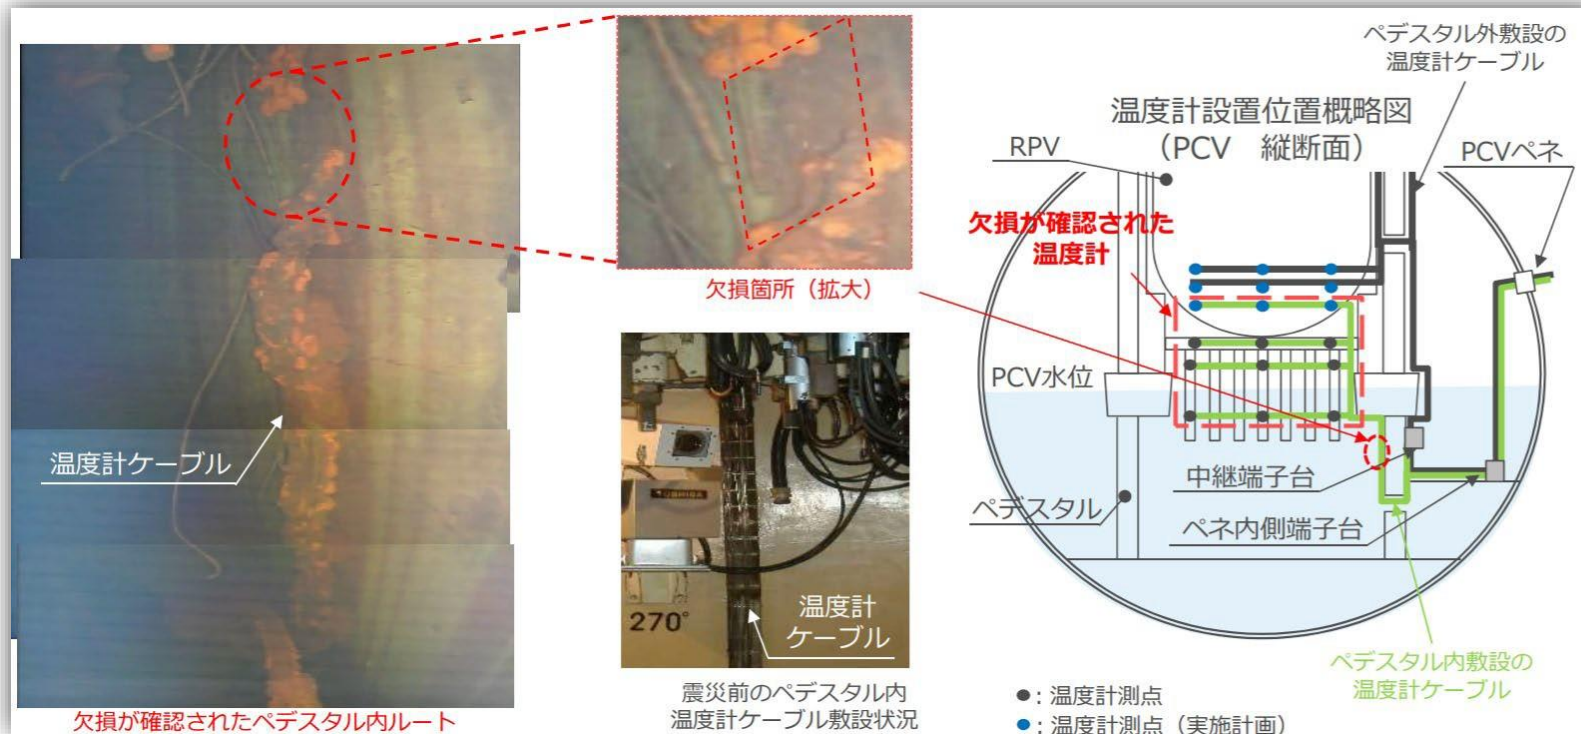 温度計ケーブル
欠損が確認されたペデスタル内ルート
欠損箇所（拡大）
TOSHIBA
270°
温度計
ケーブル
震災前のペデスタル内
温度計ケーブル敷設状況
ペデスタル外敷設の
温度計ケーブル
温度計設置位置概略図
（PCV　縦断面）
RPV
PCVペネ
欠損が確認された
温度計
PCV水位
中継端子台
ペデスタル
ペネ内側端子台
ペデスタル内敷設の
温度計ケーブル
●：温度計測点
●：温度計測点（実施計画）